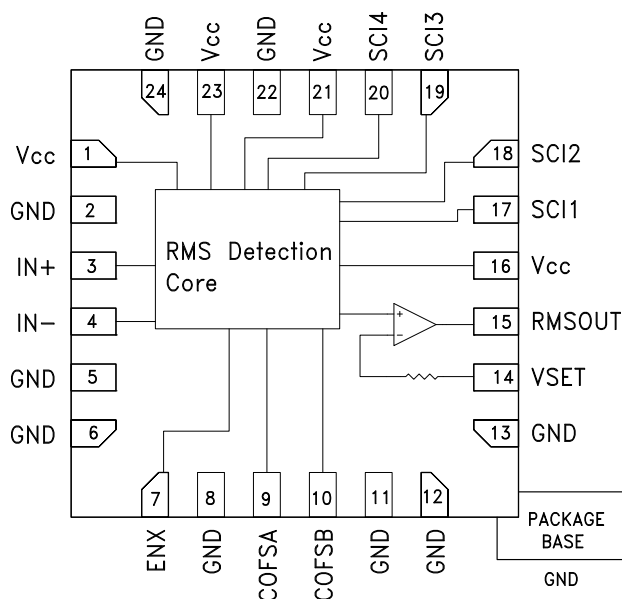 GND
Vcc
GND
Vcc
SCI4
SCI3
24
23
22
21
20
19
Vcc
1
18
SCI2
GND
2
17
SCI1
IN+
3
RMS Detection
Core
16
Vcc
IN-
4
+
-
15
RMSOUT
GND
5
14
VSET
GND
6
13
GND
7
8
9
10
11
12
ENX
GND
COFSA
COFSB
GND
GND
PACKAGE
BASE
GND